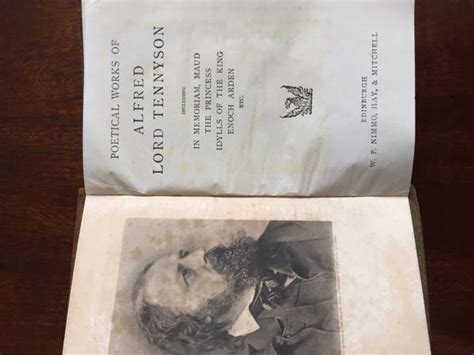 POETICAL WORKS OF
ALFRED
LORD TENNYSON
INCLUDING
IN MEMORIAM, MAUD
THE PRINCESS
IDYLLS OF THE KING
ENOCH ARDEN
ETC.
EDINBURGH
W. P. NIMMO, HAY, & MITCHELL